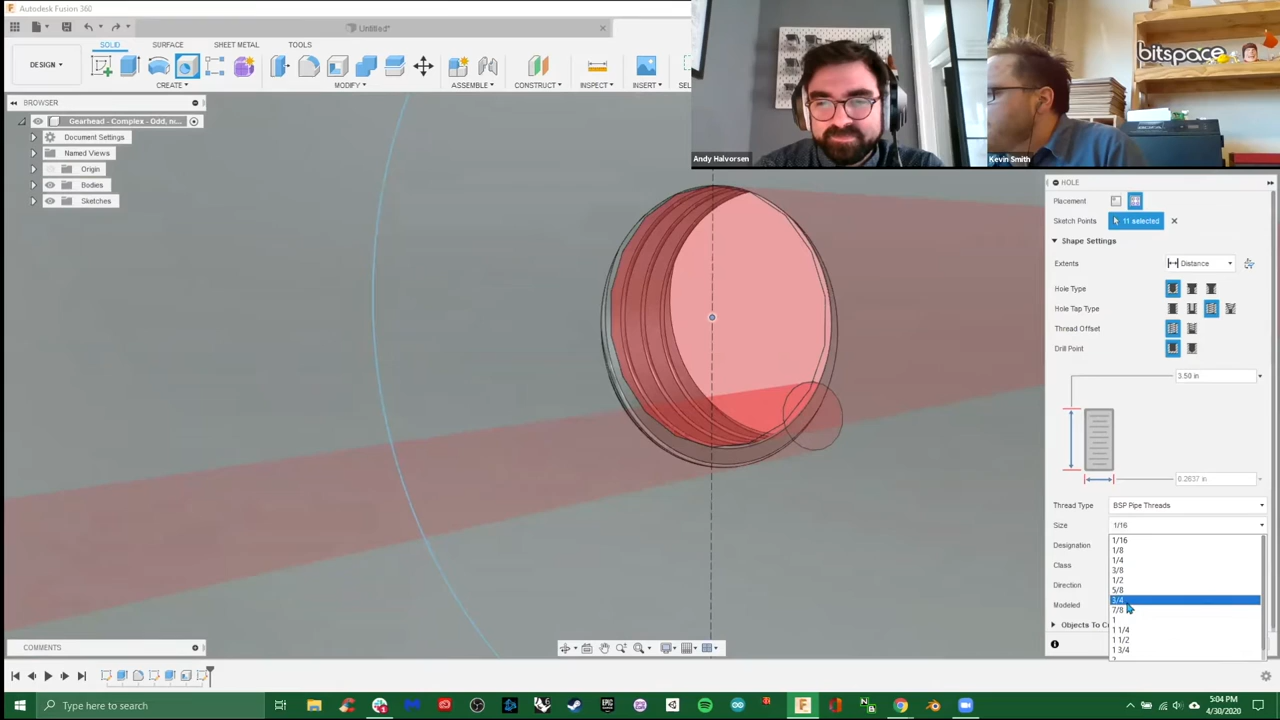 Autodesk Fusion 360
Untitled*
SOLID SURFACE SHEET METAL TOOLS
DESIGN
CREATE MODIFY ASSEMBLE CONSTRUCT INSPECT INSERT SEL
BROWSER
Gearhead - Complex - Odd, nc...
Document Settings
Named Views
Origin
Bodies
Sketches
bitspace
Andy Halvorsen
Kevin Smith
HOLE
Placement
Sketch Points 11 selected
Shape Settings
Extents Distance
Hole Type
Hole Tap Type
Thread Offset
Drill Point
3.50 in
0.2637 in
Thread Type BSP Pipe Threads
Size 1/16
Designation
Class
Direction
Modeled
Objects To C
1/16
1/8
1/4
3/8
1/2
5/8
3/4
7/8
1
1 1/4
1 1/2
1 3/4
COMMENTS
Type here to search
5:04 PM
4/30/2020